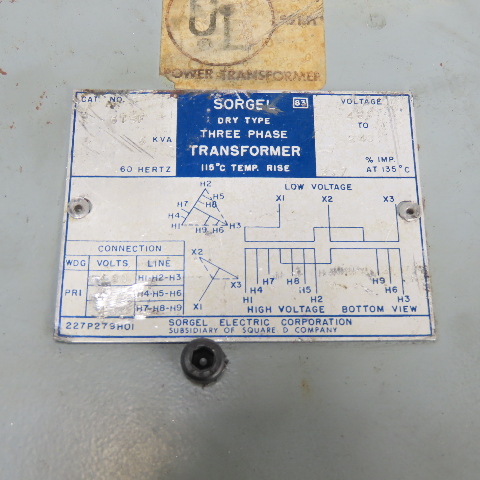 POWER TRANSFORMER
CAT. NO.
SORGEL 83
VOLTAGE
DRY TYPE
KVA
THREE PHASE
TO
TRANSFORMER
60 HERTZ
115°C TEMP. RISE
% IMP.
AT 135°C
H2
H5
H8
H7
H4
H1 H9 H6 H3
LOW VOLTAGE
X1 X2 X3
CONNECTION
WDG VOLTS LINE
H1-H2-H3
PRI H4-H5-H6
H7-H8-H9
X2
X1 X3
H7 H8 H9
H4 H5 H6
H1 H2 H3
HIGH VOLTAGE BOTTOM VIEW
227P279H01
SORGEL ELECTRIC CORPORATION
SUBSIDIARY OF SQUARE D COMPANY